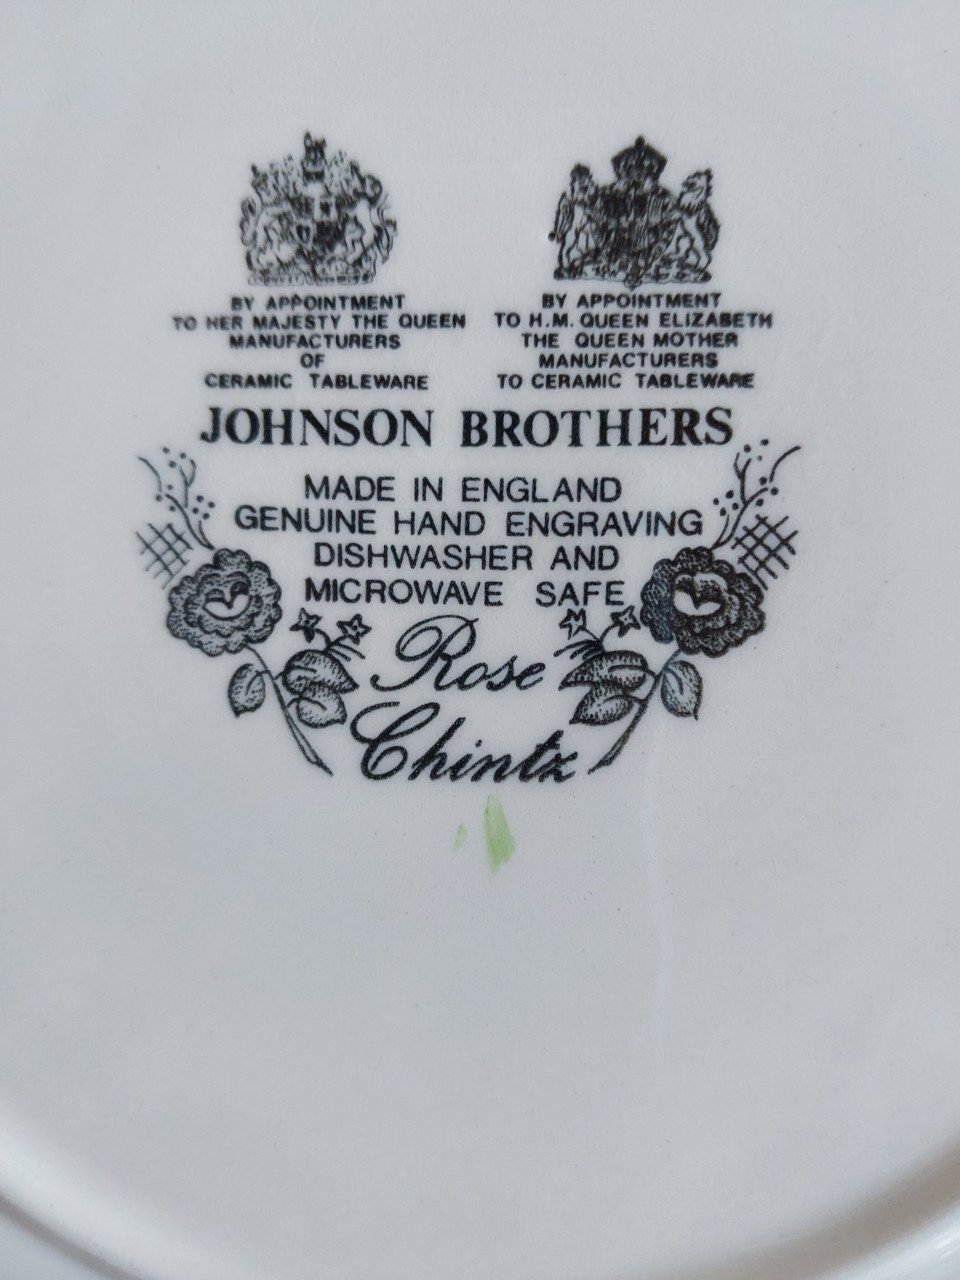 BY APPOINTMENT
TO HER MAJESTY THE QUEEN
MANUFACTURERS
OF
CERAMIC TABLEWARE
BY APPOINTMENT
TO H.M. QUEEN ELIZABETH
THE QUEEN MOTHER
MANUFACTURERS
TO CERAMIC TABLEWARE
JOHNSON BROTHERS
MADE IN ENGLAND
GENUINE HAND ENGRAVING
DISHWASHER AND
MICROWAVE SAFE
Rose
Chintz